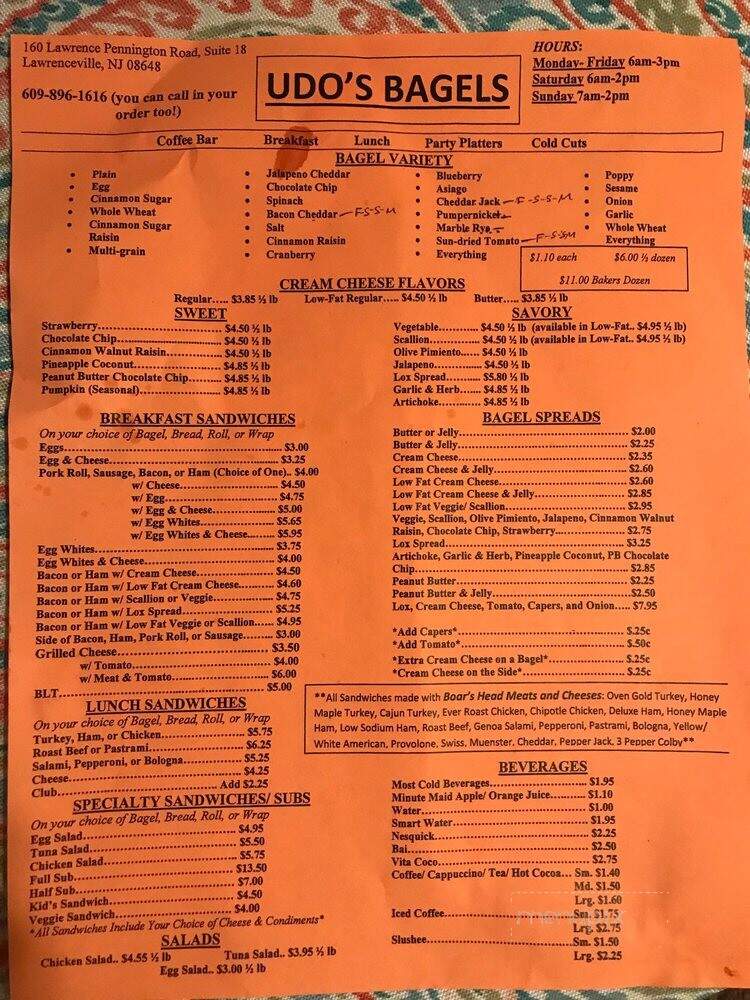 160 Lawrence Pennington Road, Suite 18
Lawrenceville, NJ 08648
609-896-1616 (you can call in your
order too!)
UDO'S BAGELS
HOURS:
Monday- Friday 6am-3pm
Saturday 6am-2pm
Sunday 7am-2pm
Coffee Bar Breakfast Lunch Party Platters Cold Cuts
BAGEL VARIETY
• Plain
• Egg
• Cinnamon Sugar
• Whole Wheat
• Cinnamon Sugar
Raisin
• Multi-grain
• Jalapeno Cheddar
• Chocolate Chip
• Spinach
• Bacon Cheddar - F-S-S-M
• Salt
• Cinnamon Raisin
• Cranberry
• Blueberry
• Asiago
• Cheddar Jack - F-S-S-M
• Pumpernickel
• Marble Rye
• Sun-dried Tomato - F-S-SM
• Everything
• Poppy
• Sesame
• Onion
• Garlic
• Whole Wheat
Everything
$1.10 each $6.00 ½ dozen
$11.00 Bakers Dozen
CREAM CHEESE FLAVORS
Regular..... $3.85 ½ lb Low-Fat Regular.... $4.50 ½ lb Butter..... $3.85 ½ lb
SWEET
Strawberry........................ $4.50 ½ lb
Chocolate Chip................... $4.50 ½ lb
Cinnamon Walnut Raisin............. $4.50 ½ lb
Pineapple Coconut................. $4.85 ½ lb
Peanut Butter Chocolate Chip........ $4.85 ½ lb
Pumpkin (Seasonal)................ $4.85 ½ lb
SAVORY
Vegetable........... $4.50 ½ lb (available in Low-Fat.. $4.95 ½ lb)
Scallion............. $4.50 ½ lb (available in Low-Fat.. $4.95 ½ lb)
Olive Pimiento...... $4.50 ½ lb
Jalapeno............. $4.50 ½ lb
Lox Spread.......... $5.80 ½ lb
Garlic & Herb....... $4.85 ½ lb
Artichoke............ $4.85 ½ lb
BREAKFAST SANDWICHES
On your choice of Bagel, Bread, Roll, or Wrap
Eggs.................... $3.00
Egg & Cheese.................... $3.25
Pork Roll, Sausage, Bacon, or Ham (Choice of One).. $4.00
w/ Cheese.................... $4.50
w/ Egg.................... $4.75
w/ Egg & Cheese............... $5.00
w/ Egg Whites.................. $5.65
w/ Egg Whites & Cheese....... $5.95
Egg Whites.................... $3.75
Egg Whites & Cheese.................... $4.00
Bacon or Ham w/ Cream Cheese............... $4.50
Bacon or Ham w/ Low Fat Cream Cheese.......... $4.60
Bacon or Ham w/ Scallion or Veggie............. $4.75
Bacon or Ham w/ Lox Spread.................. $5.25
Bacon or Ham w/ Low Fat Veggie or Scallion...... $4.95
Side of Bacon, Ham, Pork Roll, or Sausage........ $3.00
Grilled Cheese.................... $3.50
w/ Tomato.................... $4.00
w/ Meat & Tomato.................... $6.00
BLT.................... $5.00
BAGEL SPREADS
Butter or Jelly.................... $2.00
Butter & Jelly.................... $2.25
Cream Cheese.................... $2.35
Cream Cheese & Jelly.................... $2.60
Low Fat Cream Cheese.................... $2.60
Low Fat Cream Cheese & Jelly.................... $2.85
Low Fat Veggie/ Scallion.................... $2.95
Veggie, Scallion, Olive Pimiento, Jalapeno, Cinnamon Walnut
Raisin, Chocolate Chip, Strawberry.................... $2.75
Lox Spread.................... $3.25
Artichoke, Garlic & Herb, Pineapple Coconut, PB Chocolate
Chip.................... $2.85
Peanut Butter.................... $2.25
Peanut Butter & Jelly.................... $2.50
Lox, Cream Cheese, Tomato, Capers, and Onion.... $7.95
*Add Capers*.................... $.25c
*Add Tomato*.................... $.50c
*Extra Cream Cheese on a Bagel*.................... $.25c
*Cream Cheese on the Side*.................... $.25c
LUNCH SANDWICHES
On your choice of Bagel, Bread, Roll, or Wrap
Turkey, Ham, or Chicken.................... $5.75
Roast Beef or Pastrami.................... $6.25
Salami, Pepperoni, or Bologna.................... $5.25
Cheese.................... $4.25
Club.................... Add $2.25
**All Sandwiches made with Boar's Head Meats and Cheeses: Oven Gold Turkey, Honey
Maple Turkey, Cajun Turkey, Ever Roast Chicken, Chipotle Chicken, Deluxe Ham, Honey Maple
Ham, Low Sodium Ham, Roast Beef, Genoa Salami, Pepperoni, Pastrami, Bologna, Yellow/
White American, Provolone, Swiss, Muenster, Cheddar, Pepper Jack, 3 Pepper Colby**
SPECIALTY SANDWICHES/ SUBS
On your choice of Bagel, Bread, Roll, or Wrap
Egg Salad.................... $4.95
Tuna Salad.................... $5.50
Chicken Salad.................... $5.75
Full Sub.................... $13.50
Half Sub.................... $7.00
Kid's Sandwich.................... $4.50
Veggie Sandwich.................... $4.00
*All Sandwiches Include Your Choice of Cheese & Condiments*
SALADS
Chicken Salad.. $4.55 ½ lb Tuna Salad.. $3.95 ½ lb
Egg Salad.. $3.00 ½ lb
BEVERAGES
Most Cold Beverages.................... $1.95
Minute Maid Apple/ Orange Juice........... $1.10
Water.................... $1.00
Smart Water.................... $1.95
Nesquick.................... $2.25
Bai.................... $2.50
Vita Coco.................... $2.75
Coffee/ Cappuccino/ Tea/ Hot Cocoa... Sm. $1.40
Md. $1.50
Lrg. $1.60
Iced Coffee.................... Sm. $1.75
Lrg. $2.75
Slushee.................... Sm. $1.50
Lrg. $2.25